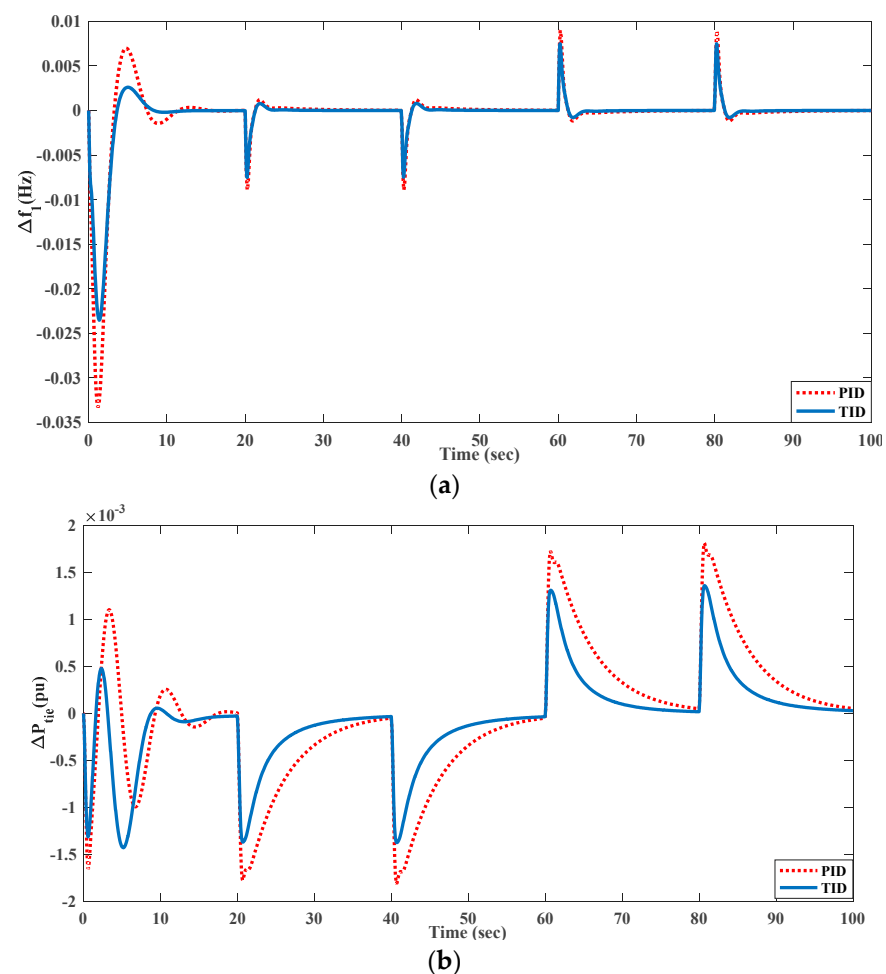 0.01
0.005
0
-0.005
-0.01
-0.015
-0.02
-0.025
-0.03
-0.035
Δf1(Hz)
PID
TID
0 10 20 30 40 50 60 70 80 90 100
Time (sec)
(a)
×10-3
2
1.5
1
0.5
0
-0.5
-1
-1.5
-2
ΔPtie(pu)
PID
TID
0 10 20 30 40 50 60 70 80 90 100
Time (sec)
(b)